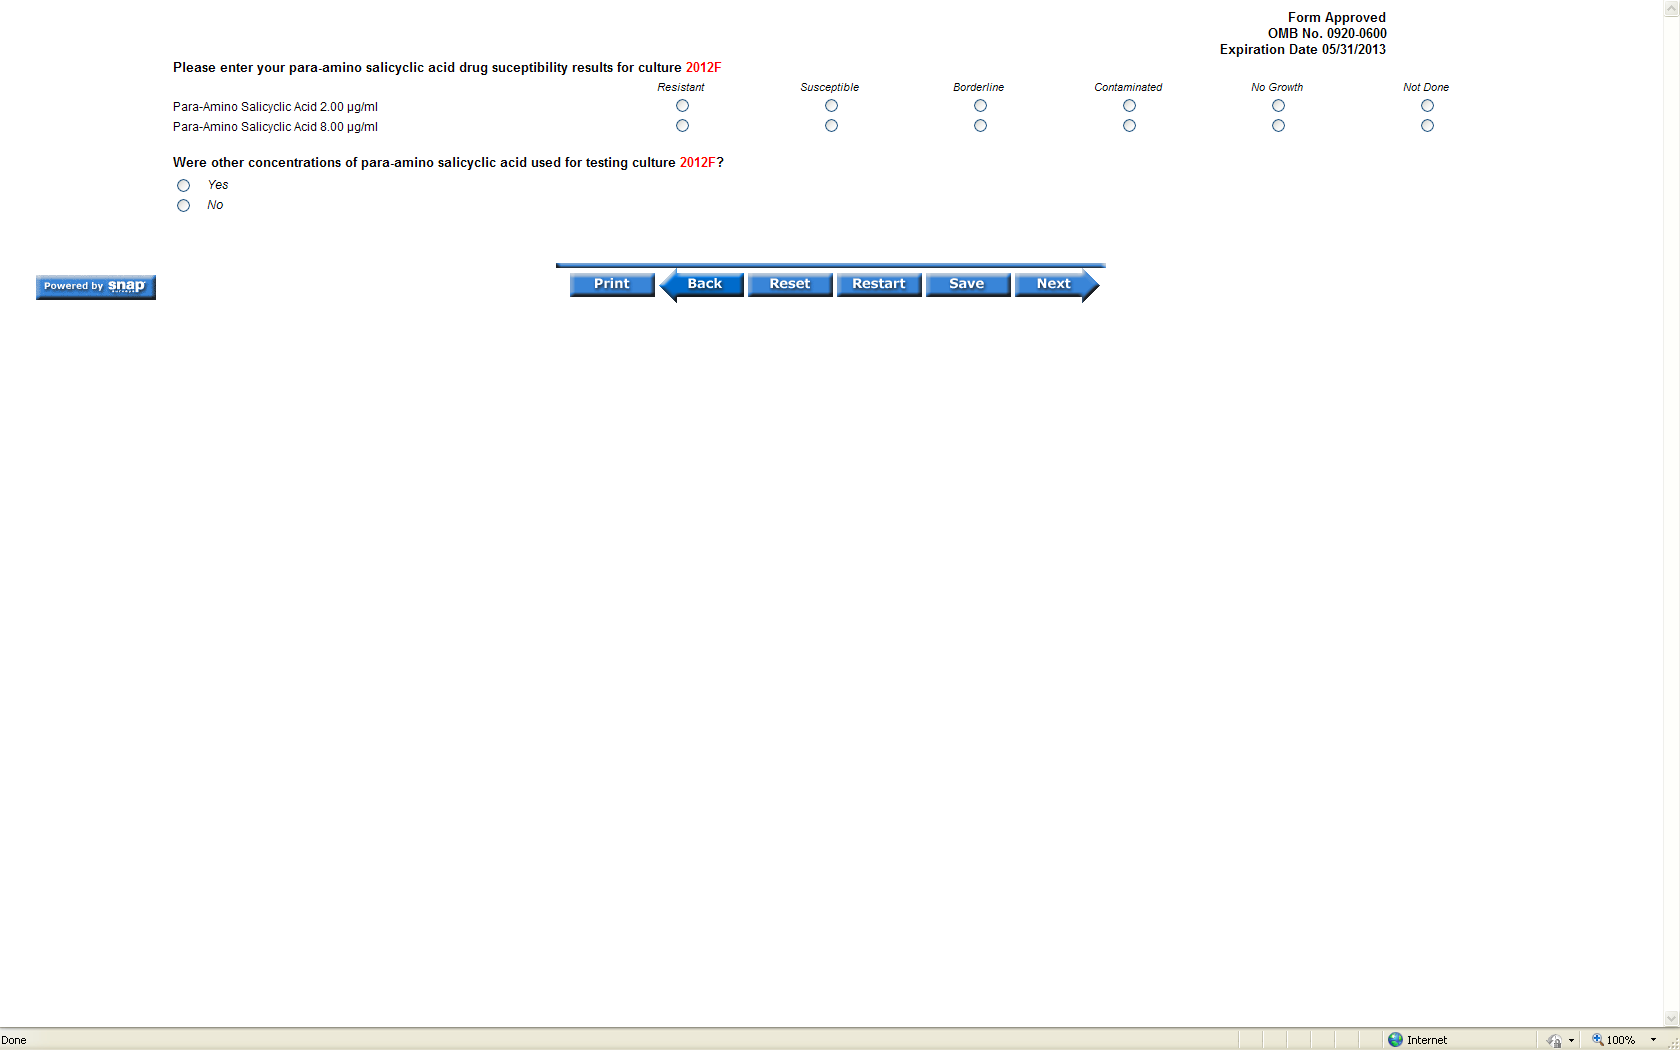 Form Approved
OMB No. 0920-0600
Expiration Date 05/31/2013
Please enter your para-amino salicyclic acid drug suceptibility results for culture 2012F
Resistant Susceptible Borderline Contaminated No Growth Not Done
Para-Amino Salicyclic Acid 2.00 µg/ml
Para-Amino Salicyclic Acid 8.00 µg/ml
Were other concentrations of para-amino salicyclic acid used for testing culture 2012F?
Yes
No
Powered by snap
Print Back Reset Restart Save Next
Done Internet 100%